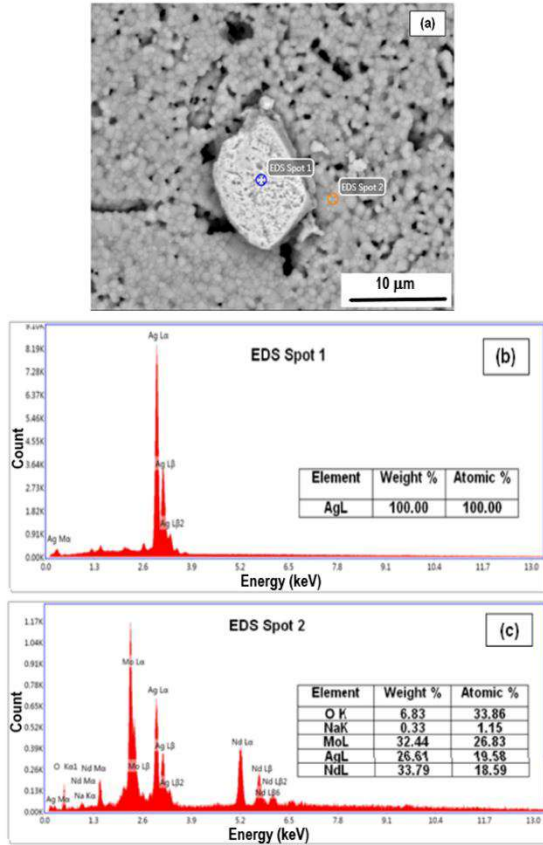 (a)
EDS Spot 1
EDS Spot 2
10 µm
EDS Spot 1
(b)
Count
8.19K
7.28K
6.37K
5.46K
4.55K
3.64K
2.73K
1.82K
0.91K
0.00K
Ag Lα
Ag Lβ
Ag Lβ2
Ag Mα
Element Weight % Atomic %
AgL 100.00 100.00
0.00 1.3 2.6 3.9 5.2 6.5 7.8 9.1 10.4 11.7 13.0
Energy (keV)
EDS Spot 2
(c)
Count
1.17K
1.04K
0.91K
0.78K
0.65K
0.52K
0.39K
0.26K
0.13K
0.00K
Mo Lα
Ag Lα
Ag Lβ
Nd Lα
O Kα1 Nd Mα
Nd Mα
Mo Lβ
Ag Lβ2
Nd Lβ
Nd Lβ2
Nd Lβ6
Ag Mα
Na Kα
Element Weight % Atomic %
O K 6.83 33.86
NaK 0.33 1.15
MoL 32.44 26.83
AgL 26.61 19.58
NdL 33.79 18.59
0.00 1.3 2.6 3.9 5.2 6.5 7.8 9.1 10.4 11.7 13.0
Energy (keV)